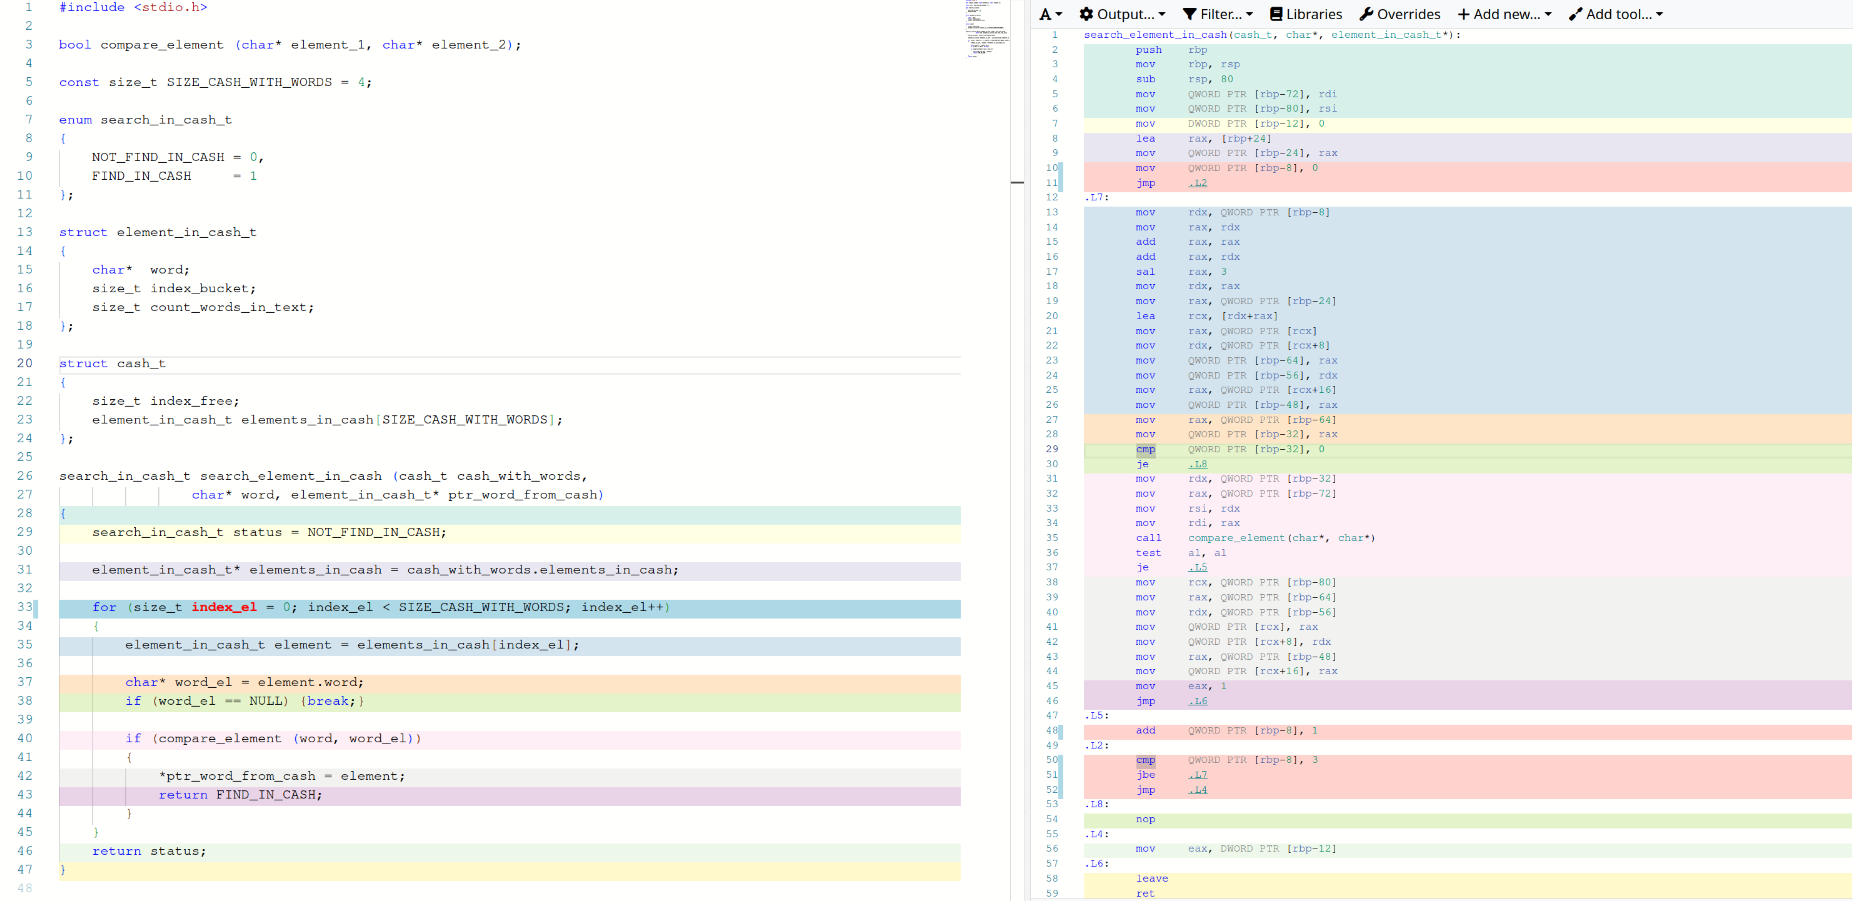 1 #include <stdio.h>
2
3 bool compare_element (char* element_1, char* element_2);
4
5 const size_t SIZE_CASH_WITH_WORDS = 4;
6
7 enum search_in_cash_t
8 {
9 NOT_FIND_IN_CASH = 0,
10 FIND_IN_CASH = 1
11 };
12
13 struct element_in_cash_t
14 {
15 char* word;
16 size_t index_bucket;
17 size_t count_words_in_text;
18 };
19
20 struct cash_t
21 {
22 size_t index_free;
23 element_in_cash_t elements_in_cash[SIZE_CASH_WITH_WORDS];
24 };
25
26 search_in_cash_t search_element_in_cash (cash_t cash_with_words,
27 char* word, element_in_cash_t* ptr_word_from_cash)
28 {
29 search_in_cash_t status = NOT_FIND_IN_CASH;
30
31 element_in_cash_t* elements_in_cash = cash_with_words.elements_in_cash;
32
33 for (size_t index_el = 0; index_el < SIZE_CASH_WITH_WORDS; index_el++)
34 {
35 element_in_cash_t element = elements_in_cash[index_el];
36
37 char* word_el = element.word;
38 if (word_el == NULL) {break;}
39
40 if (compare_element (word, word_el))
41 {
42 *ptr_word_from_cash = element;
43 return FIND_IN_CASH;
44 }
45 }
46 return status;
47 }
48
A Output... Filter... Libraries Overrides + Add new... Add tool...
1 search_element_in_cash(cash_t, char*, element_in_cash_t*):
2 push rbp
3 mov rbp, rsp
4 sub rsp, 80
5 mov QWORD PTR [rbp-72], rdi
6 mov QWORD PTR [rbp-80], rsi
7 mov DWORD PTR [rbp-12], 0
8 lea rax, [rbp+24]
9 mov QWORD PTR [rbp-24], rax
10 mov QWORD PTR [rbp-8], 0
11 jmp .L2
12 .L7:
13 mov rdx, QWORD PTR [rbp-8]
14 mov rax, rdx
15 add rax, rax
16 add rax, rdx
17 sal rax, 3
18 mov rdx, rax
19 mov rax, QWORD PTR [rbp-24]
20 lea rcx, [rdx+rax]
21 mov rax, QWORD PTR [rcx]
22 mov rdx, QWORD PTR [rcx+8]
23 mov QWORD PTR [rbp-64], rax
24 mov QWORD PTR [rbp-56], rdx
25 mov rax, QWORD PTR [rcx+16]
26 mov QWORD PTR [rbp-48], rax
27 mov rax, QWORD PTR [rbp-64]
28 mov QWORD PTR [rbp-32], rax
29 cmp QWORD PTR [rbp-32], 0
30 je .L8
31 mov rdx, QWORD PTR [rbp-32]
32 mov rax, QWORD PTR [rbp-72]
33 mov rsi, rdx
34 mov rdi, rax
35 call compare_element(char*, char*)
36 test al, al
37 je .L5
38 mov rcx, QWORD PTR [rbp-80]
39 mov rax, QWORD PTR [rbp-64]
40 mov rdx, QWORD PTR [rbp-56]
41 mov QWORD PTR [rcx], rax
42 mov QWORD PTR [rcx+8], rdx
43 mov rax, QWORD PTR [rbp-48]
44 mov QWORD PTR [rcx+16], rax
45 mov eax, 1
46 jmp .L6
47 .L5:
48 add QWORD PTR [rbp-8], 1
49 .L2:
50 cmp QWORD PTR [rbp-8], 3
51 jbe .L7
52 jmp .L4
53 .L8:
54 nop
55 .L4:
56 mov eax, DWORD PTR [rbp-12]
57 .L6:
58 leave
59 ret